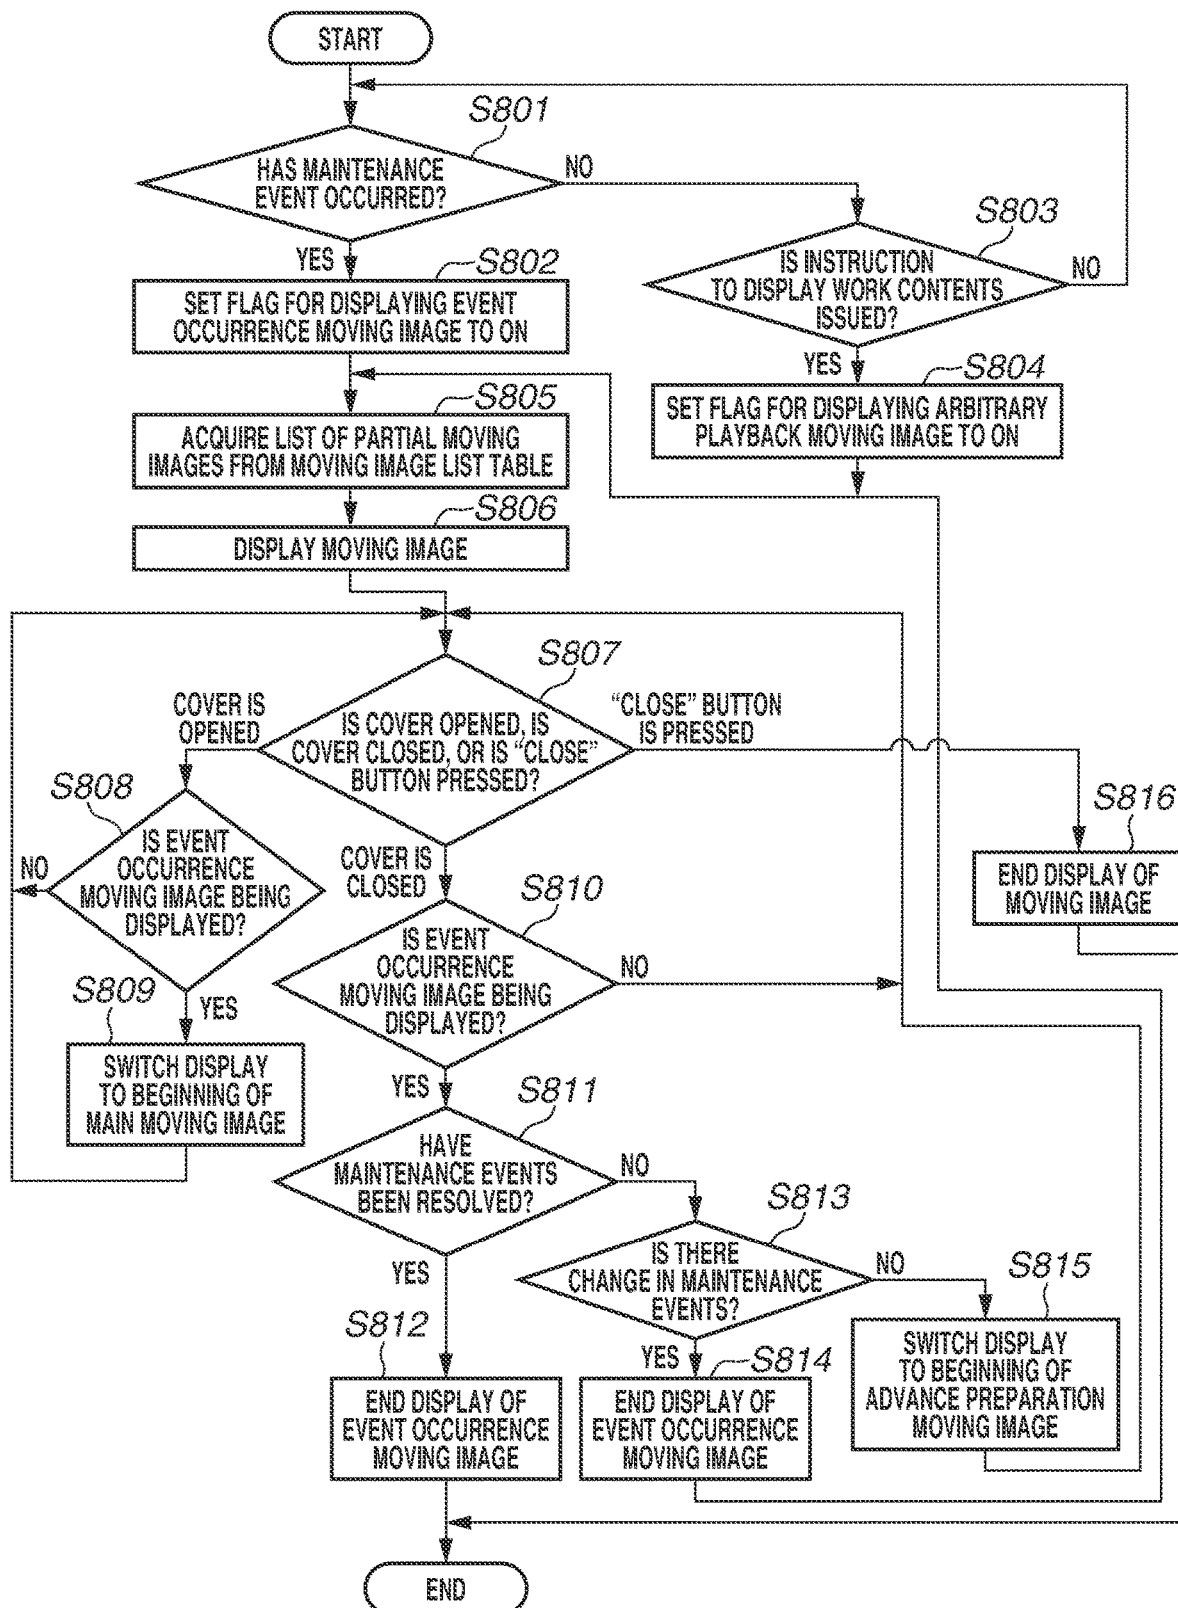 START
S801
HAS MAINTENANCE
EVENT OCCURRED?
NO
YES
S802
SET FLAG FOR DISPLAYING EVENT
OCCURRENCE MOVING IMAGE TO ON
S803
IS INSTRUCTION
TO DISPLAY WORK CONTENTS
ISSUED?
NO
YES
S804
SET FLAG FOR DISPLAYING ARBITRARY
PLAYBACK MOVING IMAGE TO ON
S805
ACQUIRE LIST OF PARTIAL MOVING
IMAGES FROM MOVING IMAGE LIST TABLE
S806
DISPLAY MOVING IMAGE
S807
IS COVER OPENED, IS
COVER CLOSED, OR IS “CLOSE”
BUTTON PRESSED?
COVER IS
OPENED
“CLOSE” BUTTON
IS PRESSED
COVER IS
CLOSED
S808
IS EVENT
OCCURRENCE
MOVING IMAGE BEING
DISPLAYED?
NO
YES
S809
SWITCH DISPLAY
TO BEGINNING OF
MAIN MOVING IMAGE
S810
IS EVENT
OCCURRENCE
MOVING IMAGE BEING
DISPLAYED?
NO
YES
S816
END DISPLAY OF
MOVING IMAGE
S811
HAVE
MAINTENANCE EVENTS
BEEN RESOLVED?
NO
YES
S812
END DISPLAY OF
EVENT OCCURRENCE
MOVING IMAGE
S813
IS THERE
CHANGE IN MAINTENANCE
EVENTS?
NO
YES
S814
END DISPLAY OF
EVENT OCCURRENCE
MOVING IMAGE
S815
SWITCH DISPLAY
TO BEGINNING OF
ADVANCE PREPARATION
MOVING IMAGE
END